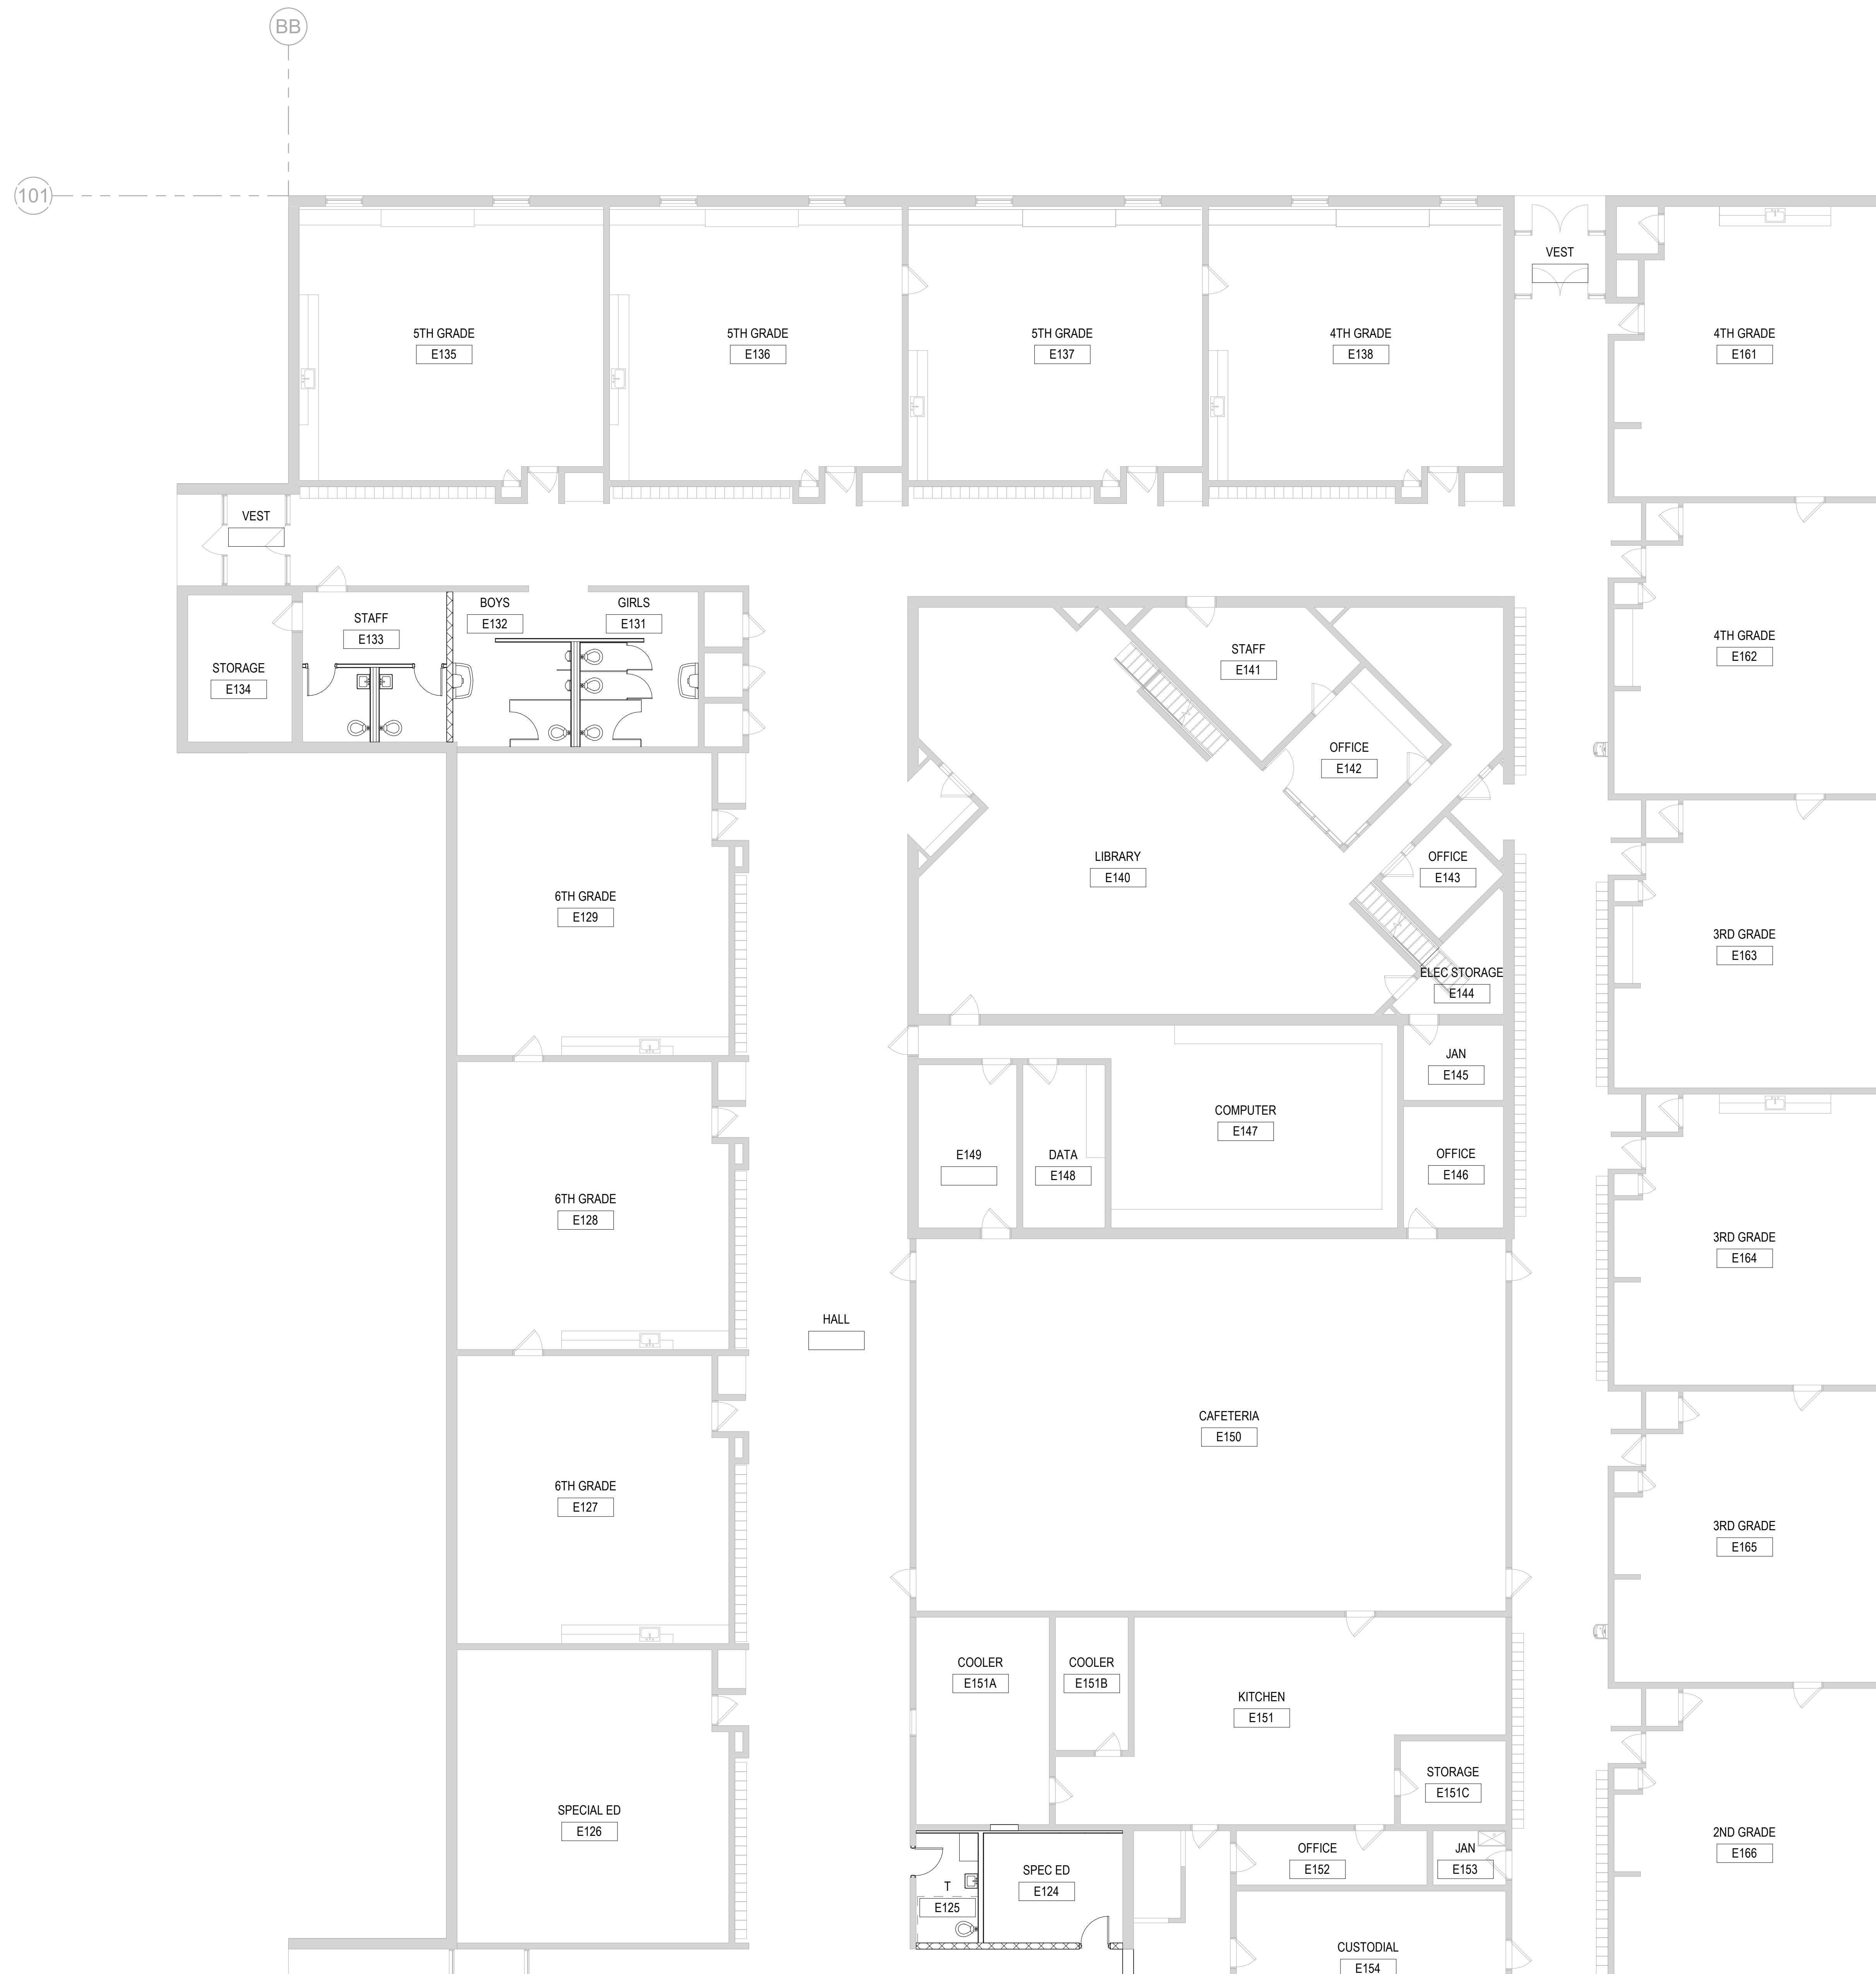 BB
101
VEST
5TH GRADE
E135
5TH GRADE
E136
5TH GRADE
E137
4TH GRADE
E138
4TH GRADE
E161
VEST
BOYS
E132
GIRLS
E131
STAFF
E133
STORAGE
E134
STAFF
E141
4TH GRADE
E162
OFFICE
E142
LIBRARY
E140
OFFICE
E143
6TH GRADE
E129
3RD GRADE
E163
ELEC STORAGE
E144
JAN
E145
COMPUTER
E147
E149
DATA
E148
OFFICE
E146
6TH GRADE
E128
3RD GRADE
E164
HALL
CAFETERIA
E150
6TH GRADE
E127
3RD GRADE
E165
COOLER
E151A
COOLER
E151B
KITCHEN
E151
STORAGE
E151C
SPECIAL ED
E126
2ND GRADE
E166
OFFICE
E152
JAN
E153
SPEC ED
E124
T
E125
CUSTODIAL
E154